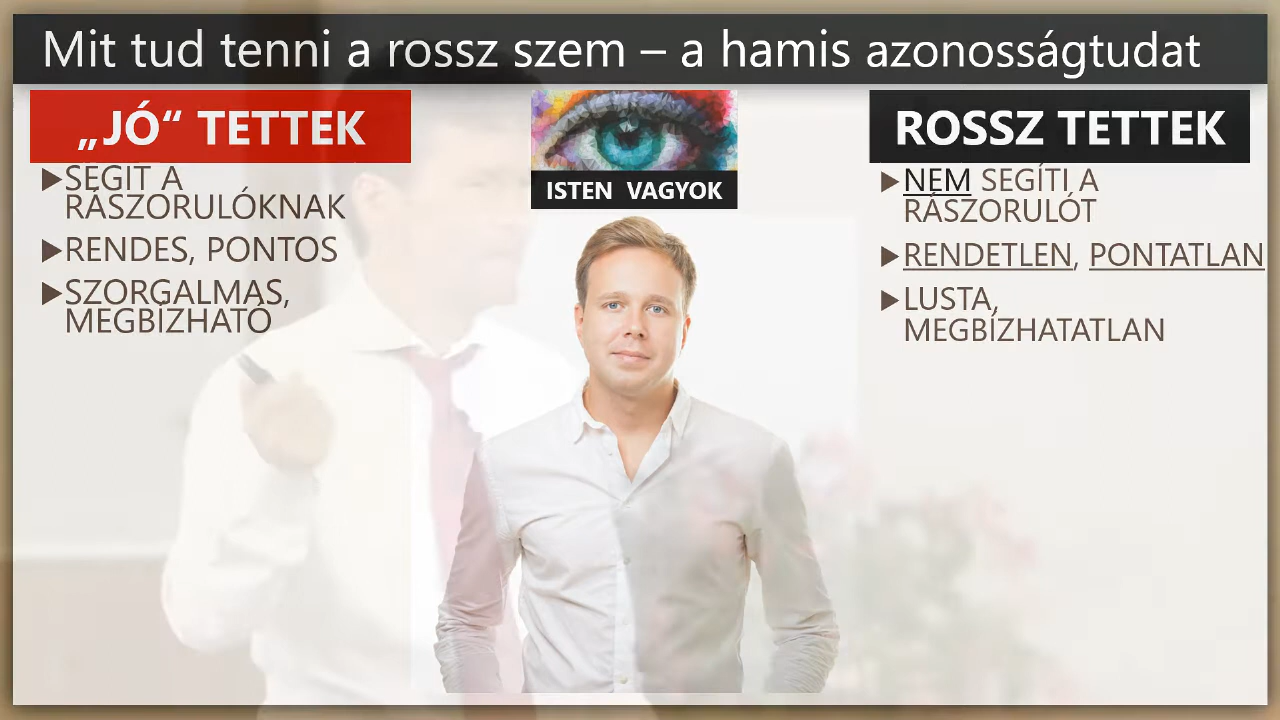 Mit tud tenni a rossz szem – a hamis azonosságtudat
„JÓ“ TETTEK
SEGÍT A
RÁSZORULÓKNAK
RENDES, PONTOS
SZORGALMAS,
MEGBÍZHATÓ
ISTEN VAGYOK
ROSSZ TETTEK
NEM SEGÍTI A
RÁSZORULÓT
RENDETLEN, PONTATLAN
LUSTA,
MEGBÍZHATATLAN